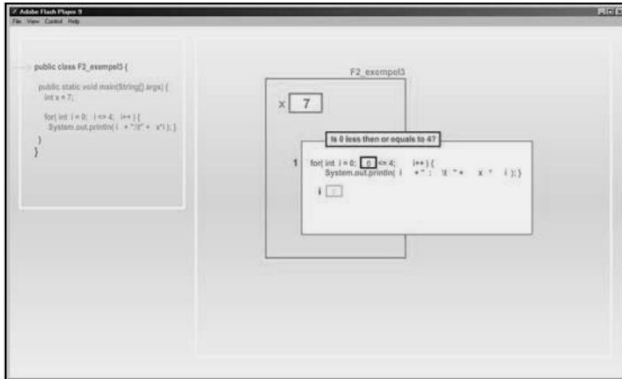 Adobe Flash Player 9
File View Control Help
public class F2_exempel3 {
public static void main(String[] args) {
int x = 7;
for( int i = 0; i <= 4; i++ ) {
System.out.println( i + ":\t" + x*i ); }
}
}
F2_exempel3
x 7
Is 0 less then or equals to 4?
1 for( int i = 0; 0 <= 4; i++ ) {
System.out.println( i + " : \t " + x * i ); }
i